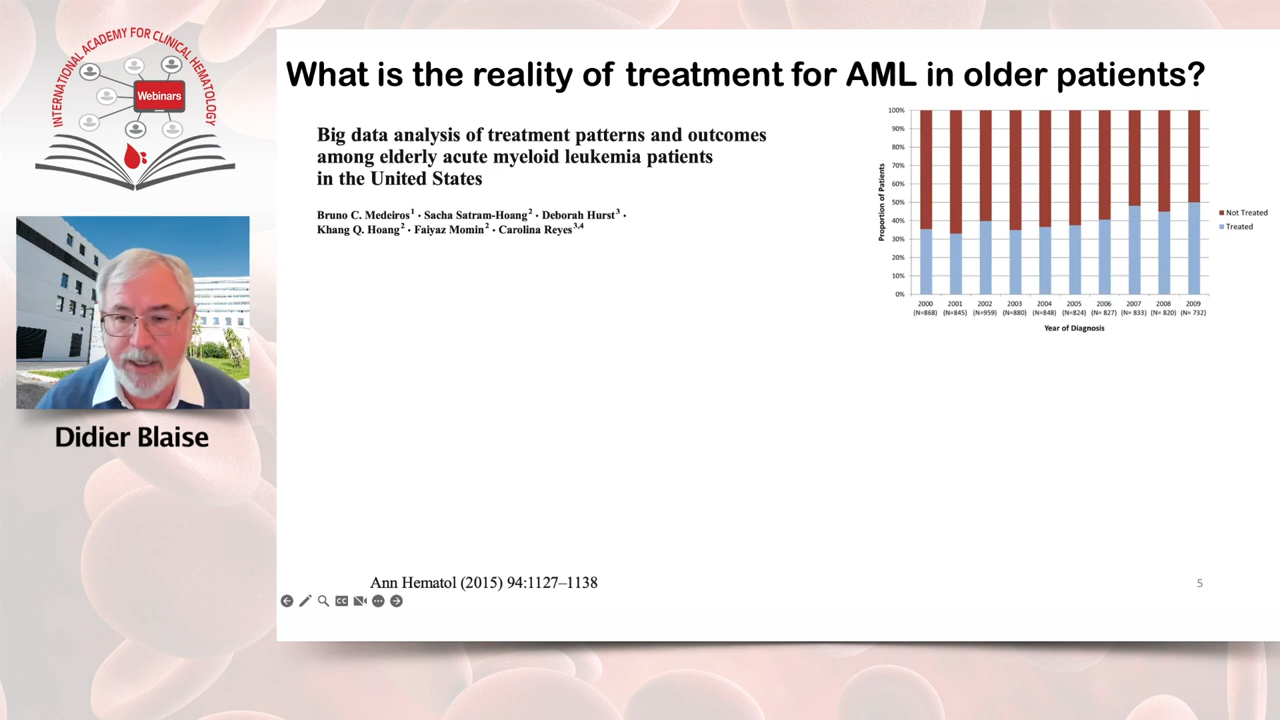 INTERNATIONAL ACADEMY FOR CLINICAL HEMATOLOGY
Webinars
Didier Blaise
What is the reality of treatment for AML in older patients?
Big data analysis of treatment patterns and outcomes
among elderly acute myeloid leukemia patients
in the United States
Bruno C. Medeiros1 · Sacha Satram-Hoang2 · Deborah Hurst3 ·
Khang Q. Hoang2 · Faiyaz Momin2 · Carolina Reyes3,4
100%
90%
80%
70%
60%
50%
40%
30%
20%
10%
0%
Proportion of Patients
2000 2001 2002 2003 2004 2005 2006 2007 2008 2009
(N=868) (N=845) (N=959) (N=880) (N=848) (N=824) (N= 827) (N= 833) (N= 820) (N= 732)
Year of Diagnosis
Not Treated
Treated
Ann Hematol (2015) 94:1127–1138
5
CC